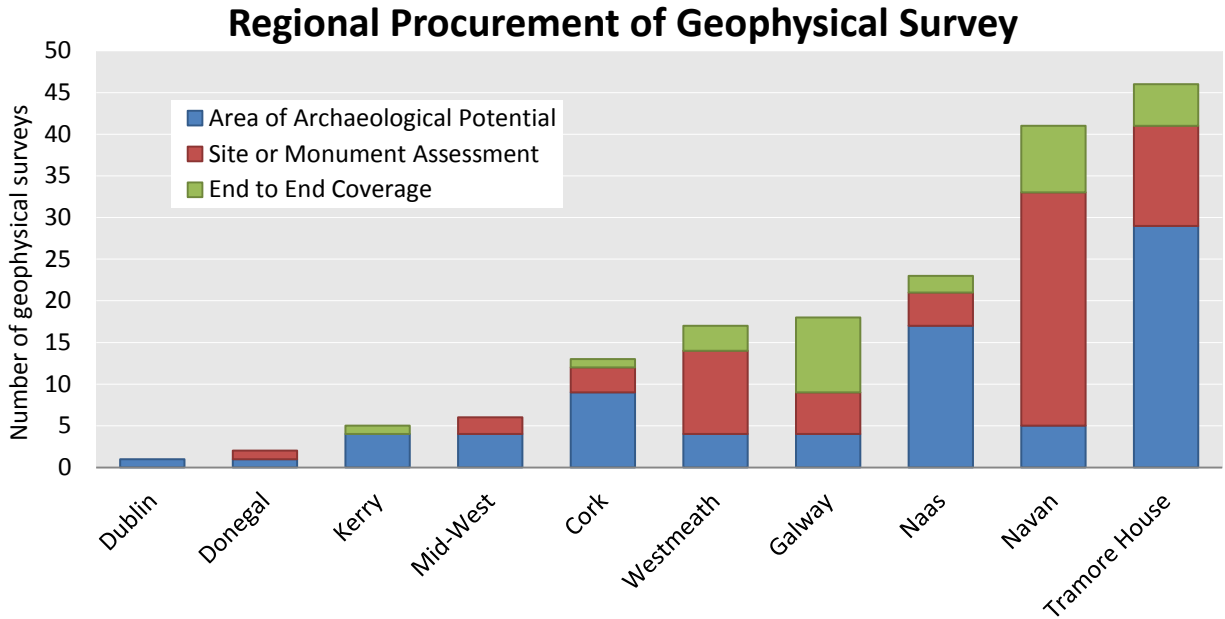 Regional Procurement of Geophysical Survey
Number of geophysical surveys
50
45
40
35
30
25
20
15
10
5
0
Area of Archaeological Potential
Site or Monument Assessment
End to End Coverage
Dublin
Donegal
Kerry
Mid-West
Cork
Westmeath
Galway
Naas
Navan
Tramore House